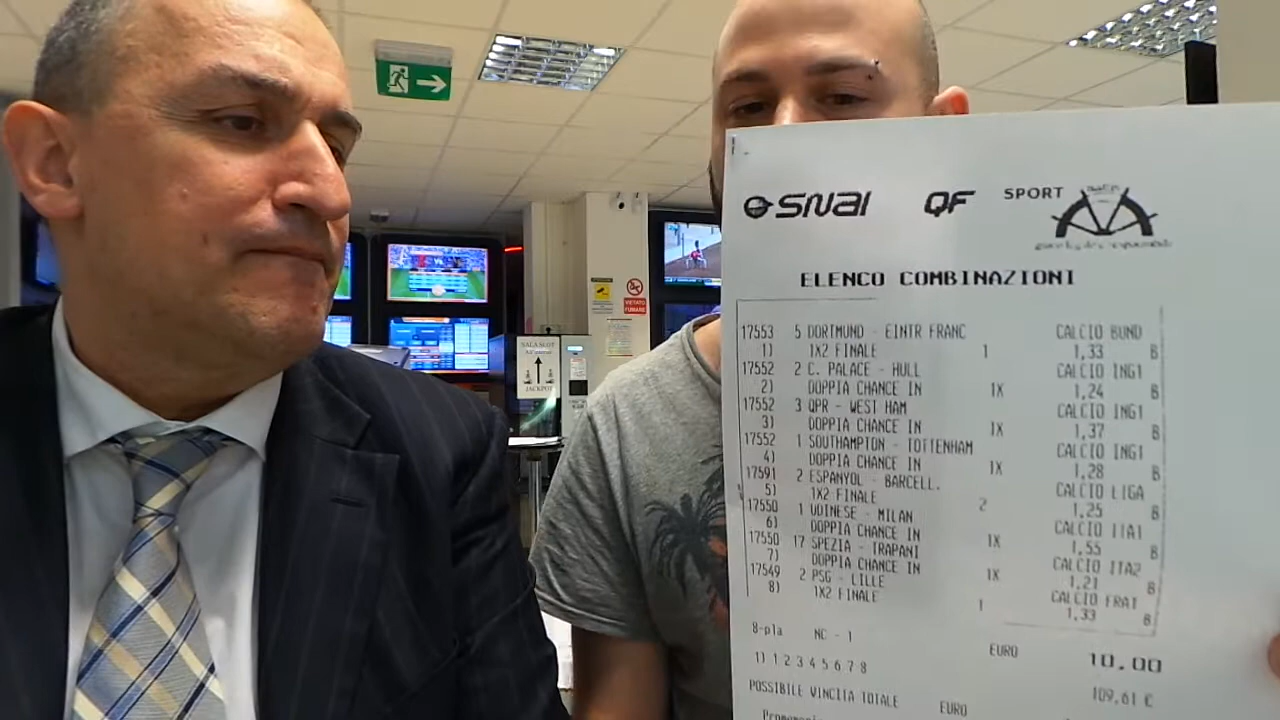 SNAI QF SPORT
ELENCO COMBINAZIONI
17553 5 DORTMUND - EINTR FRANC CALCIO BUND
1) 1X2 FINALE 1 1,33 B
17552 2 C. PALACE - HULL CALCIO ING1
2) DOPPIA CHANCE IN 1X 1,24 B
17552 3 QPR - WEST HAM CALCIO ING1
3) DOPPIA CHANCE IN 1X 1,37 B
17552 1 SOUTHAMPTON - TOTTENHAM CALCIO ING1
4) DOPPIA CHANCE IN 1X 1,28 B
17591 2 ESPANYOL - BARCELL. CALCIO LIGA
5) 1X2 FINALE 2 1,25 B
17550 1 UDINESE - MILAN CALCIO ITA1
6) DOPPIA CHANCE IN 1X 1,55 B
17550 17 SPEZIA - TRAPANI CALCIO ITA2
7) DOPPIA CHANCE IN 1X 1,21 B
17549 2 PSG - LILLE CALCIO FRA1
8) 1X2 FINALE 1 1,33 B
8-pla NC - 1 EURO 10,00
1) 1 2 3 4 5 6 7 8
POSSIBILE VINCITA TOTALE EURO 109,61 €
VIETATO
FUMARE
SALA SLOT
JACKPOT